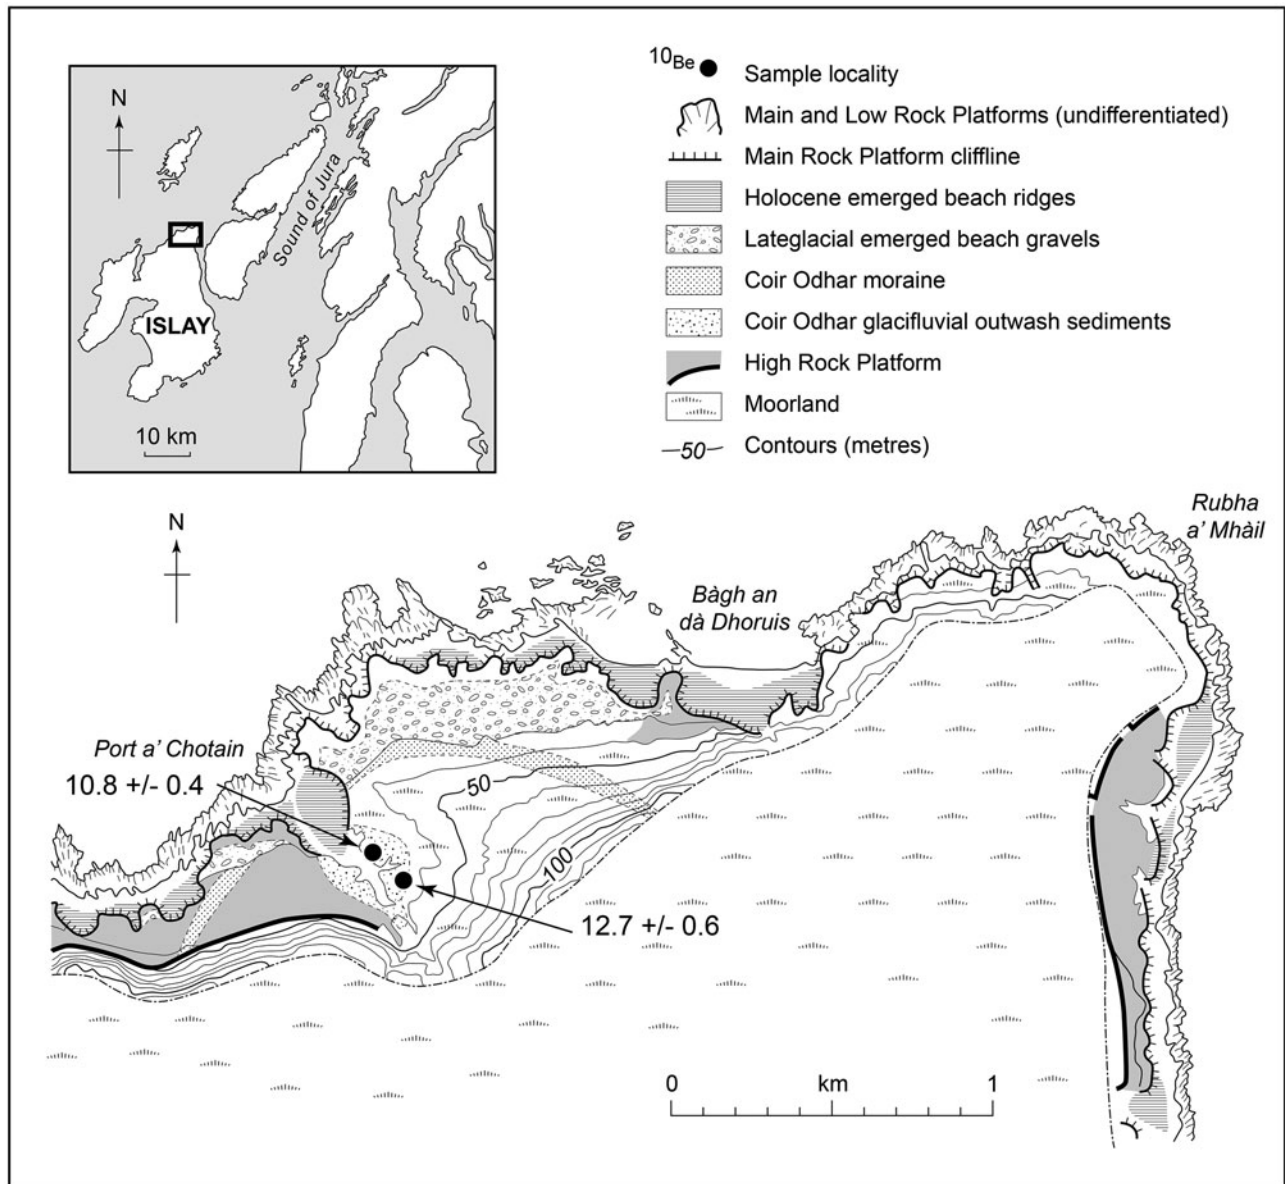 N
Sound of Jura
ISLAY
10 km
10Be
Sample locality
Main and Low Rock Platforms (undifferentiated)
Main Rock Platform cliffline
Holocene emerged beach ridges
Lateglacial emerged beach gravels
Coir Odhar moraine
Coir Odhar glacifluvial outwash sediments
High Rock Platform
Moorland
50
Contours (metres)
N
Rubha
a' Mhàil
Bàgh an
dà Dhoruis
Port a' Chotain
10.8 +/- 0.4
50
100
12.7 +/- 0.6
0 km 1